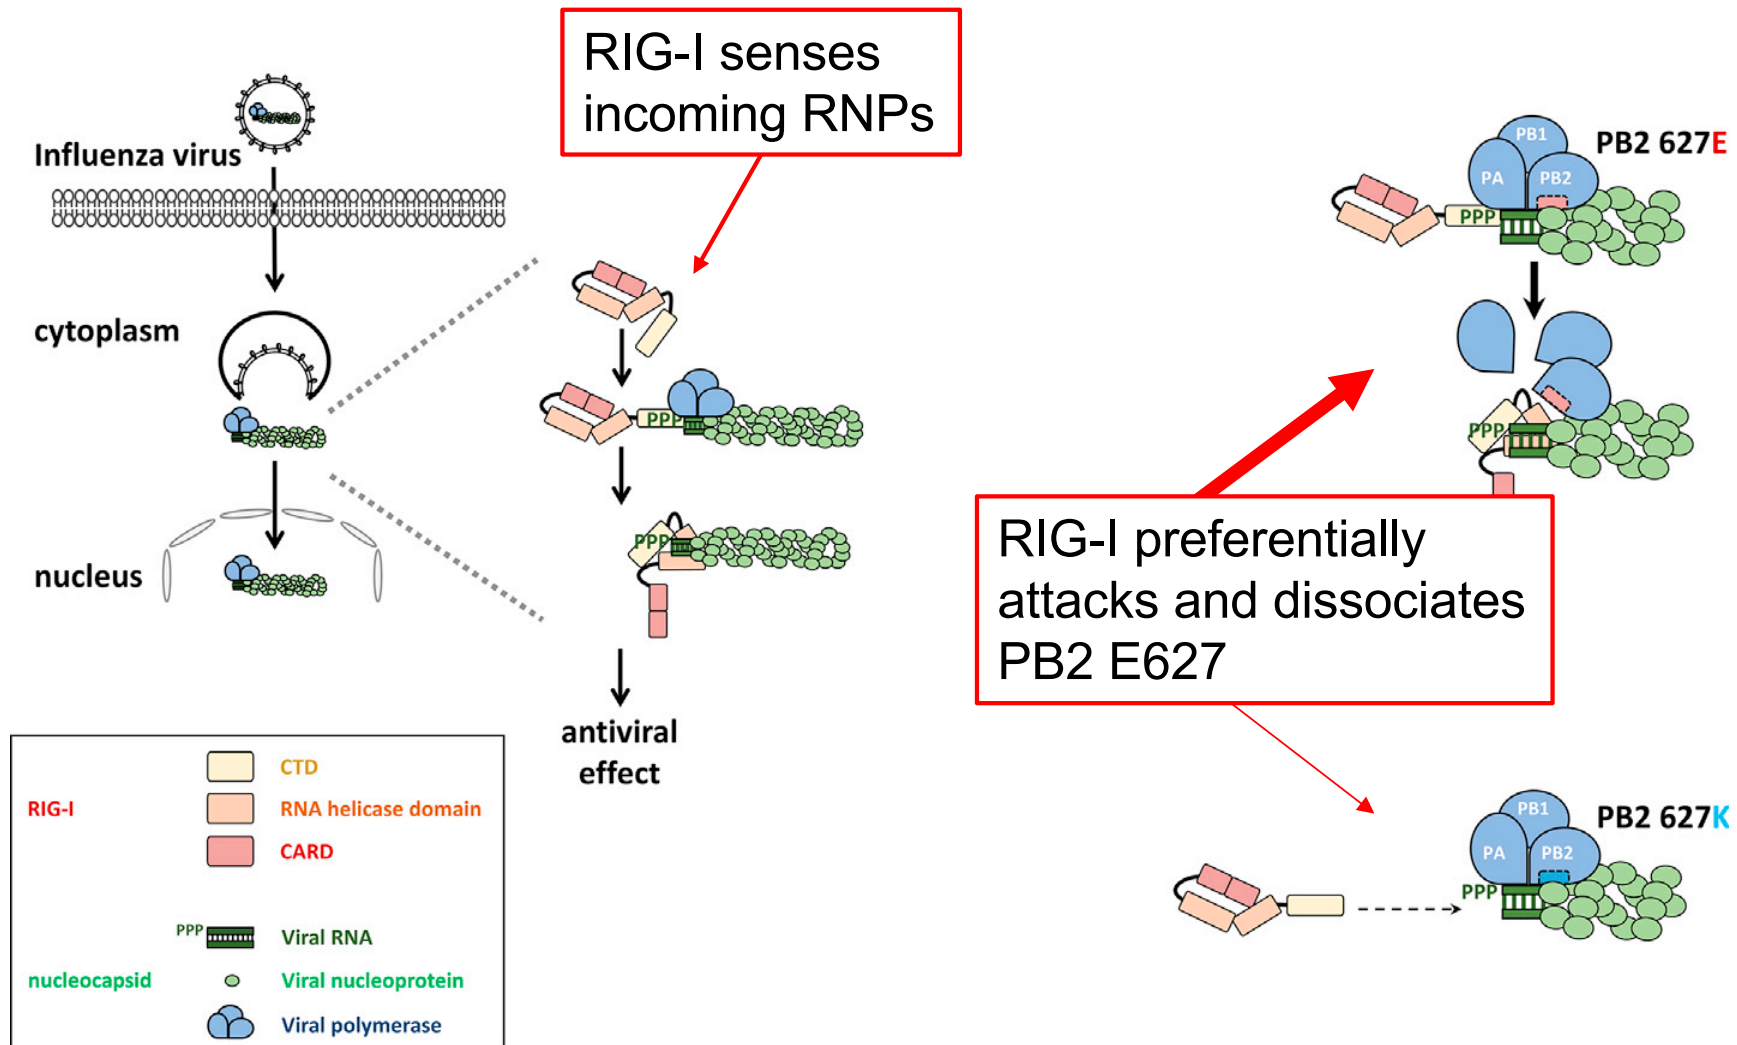 RIG-I senses
incoming RNPs
Influenza virus
cytoplasm
nucleus
PPP
PPP
antiviral
effect
PB1
PA
PB2
PB2 627E
PPP
PPP
RIG-I preferentially
attacks and dissociates
PB2 E627
PB1
PA
PB2
PB2 627K
PPP
RIG-I
CTD
RNA helicase domain
CARD
nucleocapsid
PPP
Viral RNA
Viral nucleoprotein
Viral polymerase